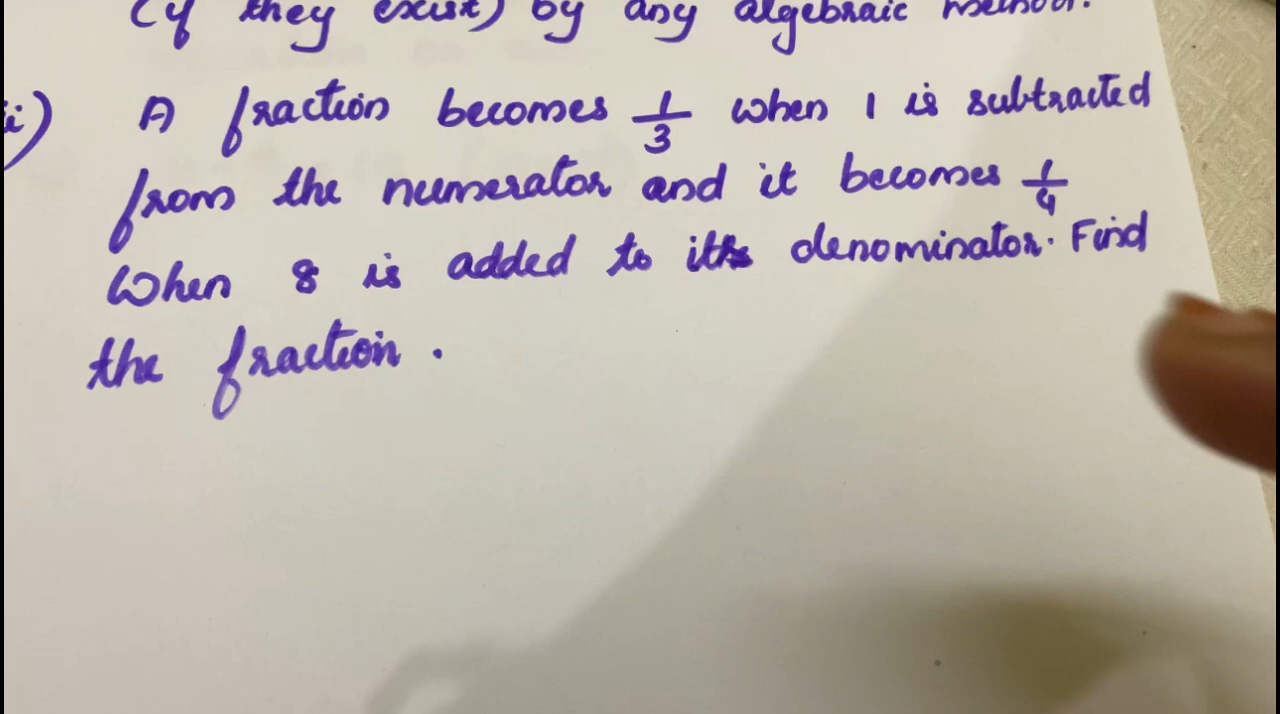 (if they exist) by any algebraic method.
ii) A fraction becomes 1/3 when 1 is subtracted
from the numerator and it becomes 1/4
when 8 is added to its denominator. Find
the fraction.